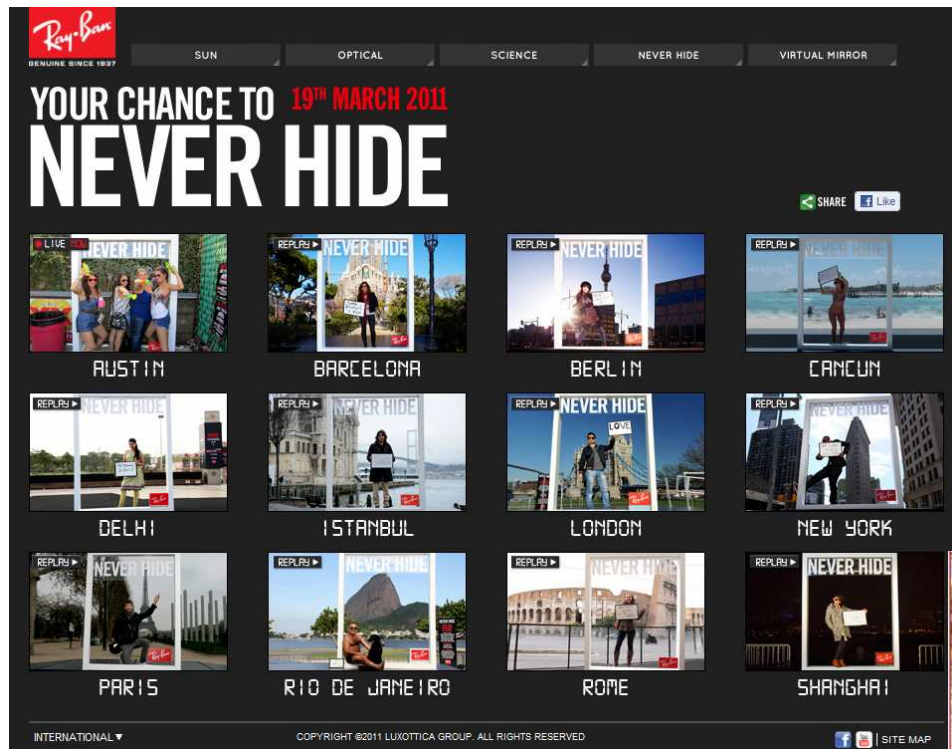 Ray-Ban
GENUINE SINCE 1937
SUN
OPTICAL
SCIENCE
NEVER HIDE
VIRTUAL MIRROR
YOUR CHANCE TO 19TH MARCH 2011
NEVER HIDE
SHARE
Like
LIVE NOW
NEVER HIDE
AUSTIN
REPLAY
NEVER HIDE
BARCELONA
REPLAY
NEVER HIDE
BERLIN
REPLAY
NEVER HIDE
CANCUN
REPLAY
NEVER HIDE
DELHI
REPLAY
NEVER HIDE
ISTANBUL
REPLAY
NEVER HIDE
LOVE
LONDON
REPLAY
NEVER HIDE
NEW YORK
REPLAY
NEVER HIDE
PARIS
REPLAY
NEVER HIDE
RIO DE JANEIRO
REPLAY
NEVER HIDE
ROME
REPLAY
NEVER HIDE
SHANGHAI
INTERNATIONAL
COPYRIGHT ©2011 LUXOTTICA GROUP. ALL RIGHTS RESERVED
SITE MAP